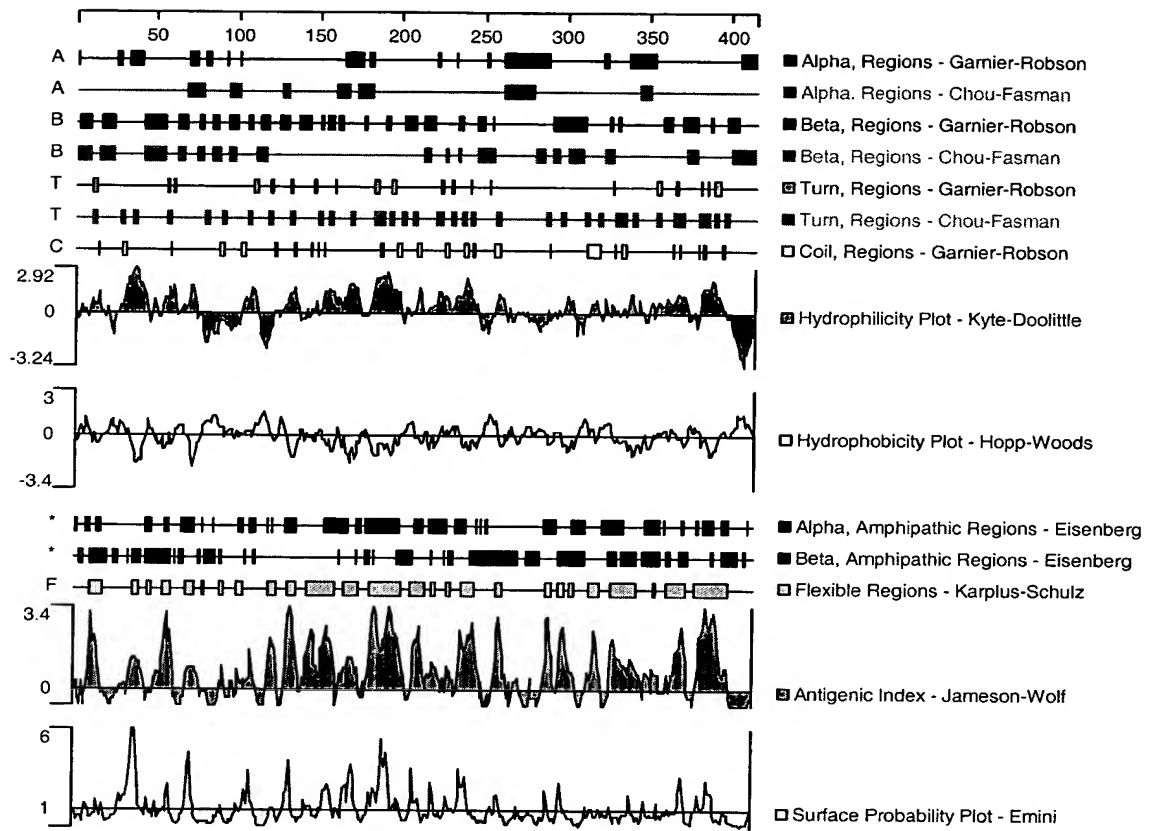 50 100 150 200 250 300 350 400
A Alpha, Regions - Garnier-Robson
A Alpha. Regions - Chou-Fasman
B Beta, Regions - Garnier-Robson
B Beta, Regions - Chou-Fasman
T Turn, Regions - Garnier-Robson
T Turn, Regions - Chou-Fasman
C Coil, Regions - Garnier-Robson
2.92
0
Hydrophilicity Plot - Kyte-Doolittle
-3.24
3
0
Hydrophobicity Plot - Hopp-Woods
-3.4
* Alpha, Amphipathic Regions - Eisenberg
* Beta, Amphipathic Regions - Eisenberg
F Flexible Regions - Karplus-Schulz
3.4
0
Antigenic Index - Jameson-Wolf
6
1
Surface Probability Plot - Emini